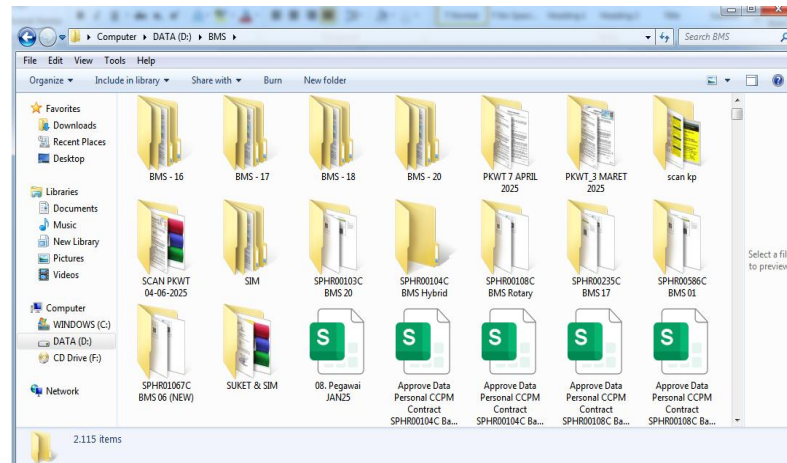 Computer ▸ DATA (D:) ▸ BMS ▸
Search BMS
File Edit View Tools Help
Organize Include in library Share with Burn New folder
Favorites
Downloads
Recent Places
Desktop
Libraries
Documents
Music
New Library
Pictures
Videos
Computer
WINDOWS (C:)
DATA (D:)
CD Drive (F:)
Network
BMS - 16
BMS - 17
BMS - 18
BMS - 20
PKWT 7 APRIL
2025
PKWT_3 MARET
2025
scan kp
SCAN PKWT
04-06-2025
SIM
SPHR00103C
BMS 20
SPHR00104C
BMS Hybrid
SPHR00108C
BMS Rotary
SPHR00235C
BMS 17
SPHR00586C
BMS 01
SPHR01067C
BMS 06 (NEW)
SUKET & SIM
S
08. Pegawai
JAN25
S
Approve Data
Personal CCPM
Contract
SPHR00104C Ba...
S
Approve Data
Personal CCPM
Contract
SPHR00104C Ba...
S
Approve Data
Personal CCPM
Contract
SPHR00108C Ba...
S
Approve Data
Personal CCPM
Contract
SPHR00108C Ba...
Select a fil
to preview
2.115 items